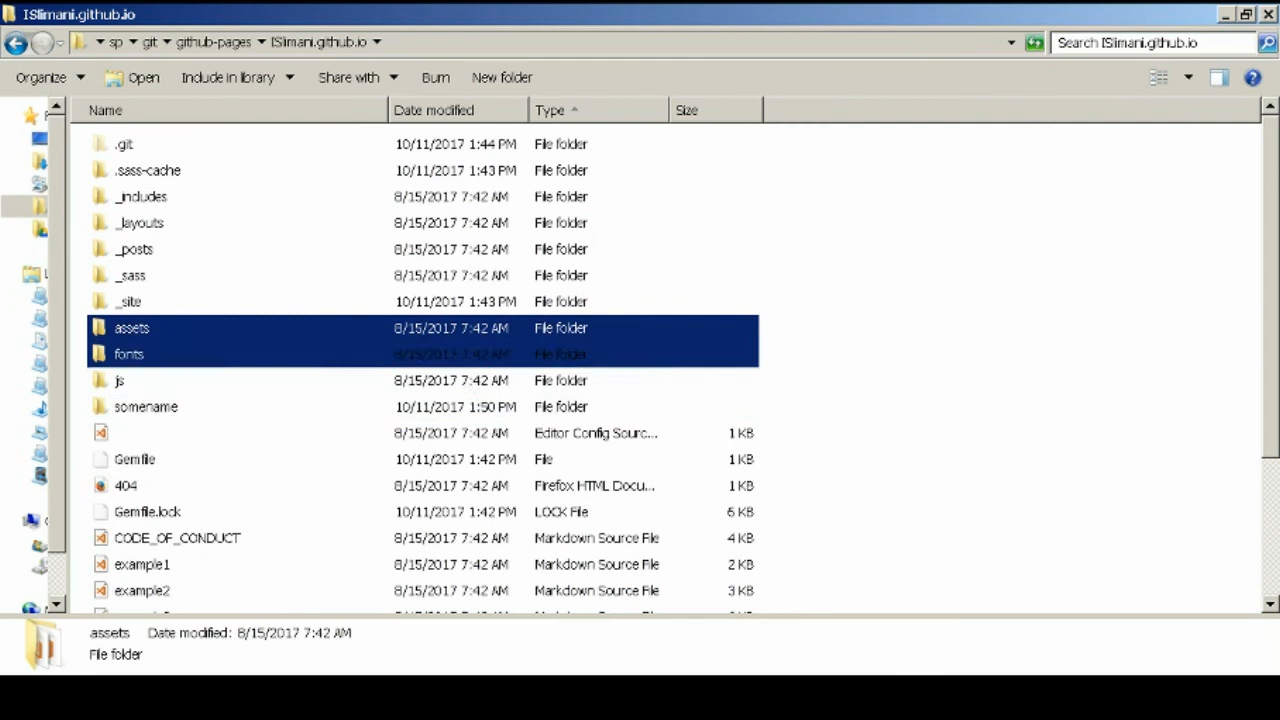 ISlimani.github.io
sp git github-pages ISlimani.github.io Search ISlimani.github.io
Organize Open Include in library Share with Burn New folder
Name Date modified Type Size
.git 10/11/2017 1:44 PM File folder
.sass-cache 10/11/2017 1:43 PM File folder
_includes 8/15/2017 7:42 AM File folder
_layouts 8/15/2017 7:42 AM File folder
_posts 8/15/2017 7:42 AM File folder
_sass 8/15/2017 7:42 AM File folder
_site 10/11/2017 1:43 PM File folder
assets 8/15/2017 7:42 AM File folder
fonts 8/15/2017 7:42 AM File folder
js 8/15/2017 7:42 AM File folder
somename 10/11/2017 1:50 PM File folder
8/15/2017 7:42 AM Editor Config Sourc... 1 KB
Gemfile 10/11/2017 1:42 PM File 1 KB
404 8/15/2017 7:42 AM Firefox HTML Docu... 1 KB
Gemfile.lock 10/11/2017 1:42 PM LOCK File 6 KB
CODE_OF_CONDUCT 8/15/2017 7:42 AM Markdown Source File 4 KB
example1 8/15/2017 7:42 AM Markdown Source File 2 KB
example2 8/15/2017 7:42 AM Markdown Source File 3 KB
assets Date modified: 8/15/2017 7:42 AM
File folder